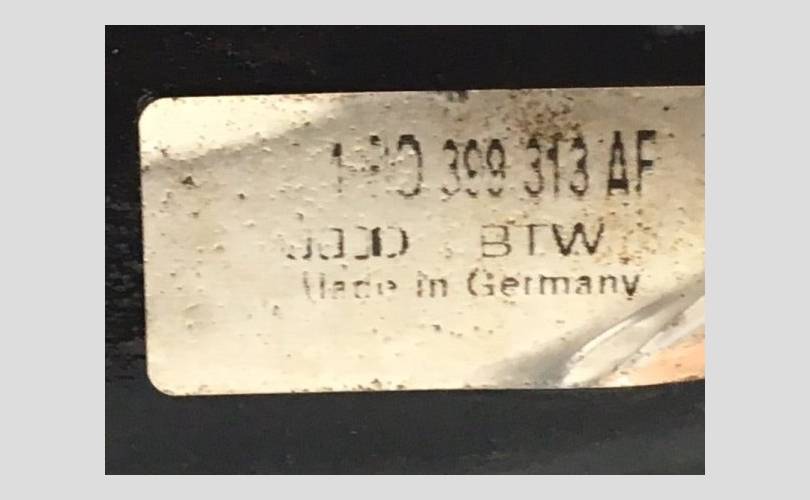 399 313 AF
BTW
Made in Germany